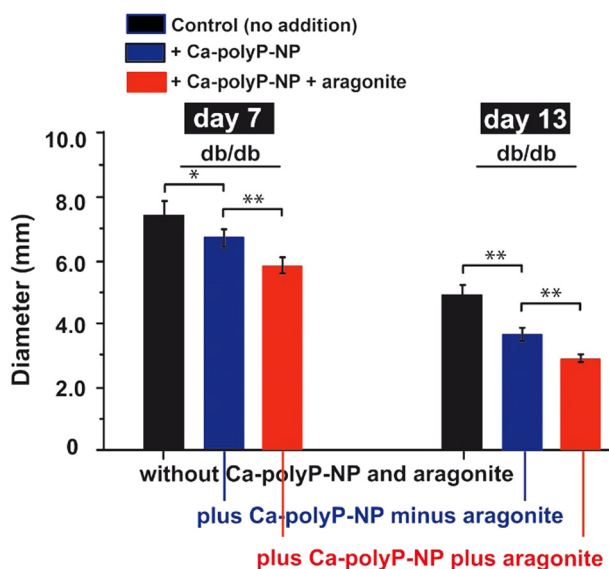 Control (no addition)
+ Ca-polyP-NP
+ Ca-polyP-NP + aragonite
day 7
day 13
db/db
db/db
*
**
**
**
10.0
8.0
6.0
4.0
2.0
0
Diameter (mm)
without Ca-polyP-NP and aragonite
plus Ca-polyP-NP minus aragonite
plus Ca-polyP-NP plus aragonite